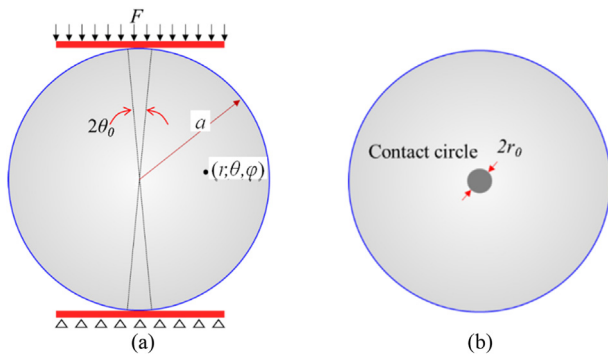 F
2θ₀
a
(r,θ,φ)
(a)
Contact circle
2r₀
(b)